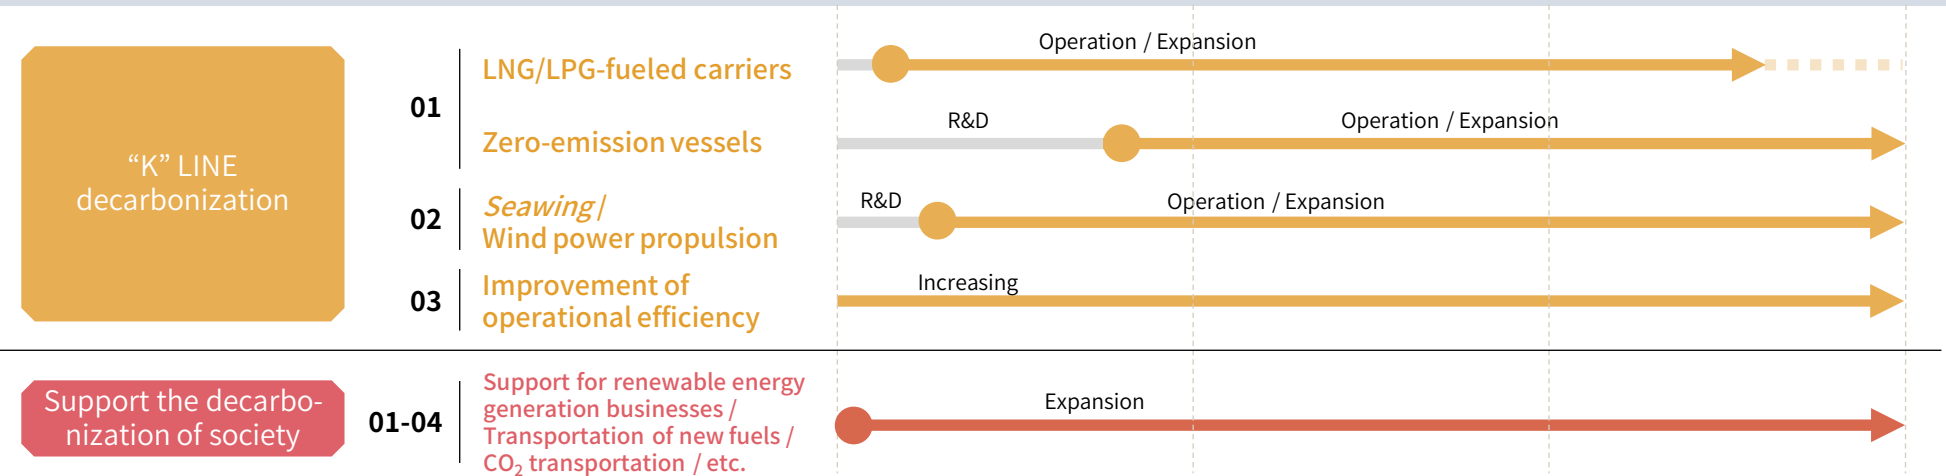 “K” LINE
decarbonization
01
LNG/LPG-fueled carriers
Operation / Expansion
Zero-emission vessels
R&D
Operation / Expansion
02
Seawing /
Wind power propulsion
R&D
Operation / Expansion
03
Improvement of
operational efficiency
Increasing
Support the decarbo-
nization of society
01-04
Support for renewable energy
generation businesses /
Transportation of new fuels /
CO₂ transportation / etc.
Expansion